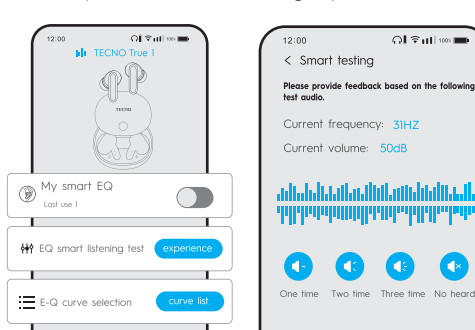 12:00
100%
TECNO True 1
TECNO
My smart EQ
Last use 1
EQ smart listening test
experience
E-Q curve selection
curve list
12:00
100%
< Smart testing
Please provide feedback based on the following
test audio.
Current frequency: 31HZ
Current volume: 50dB
One time
Two time
Three time
No heard